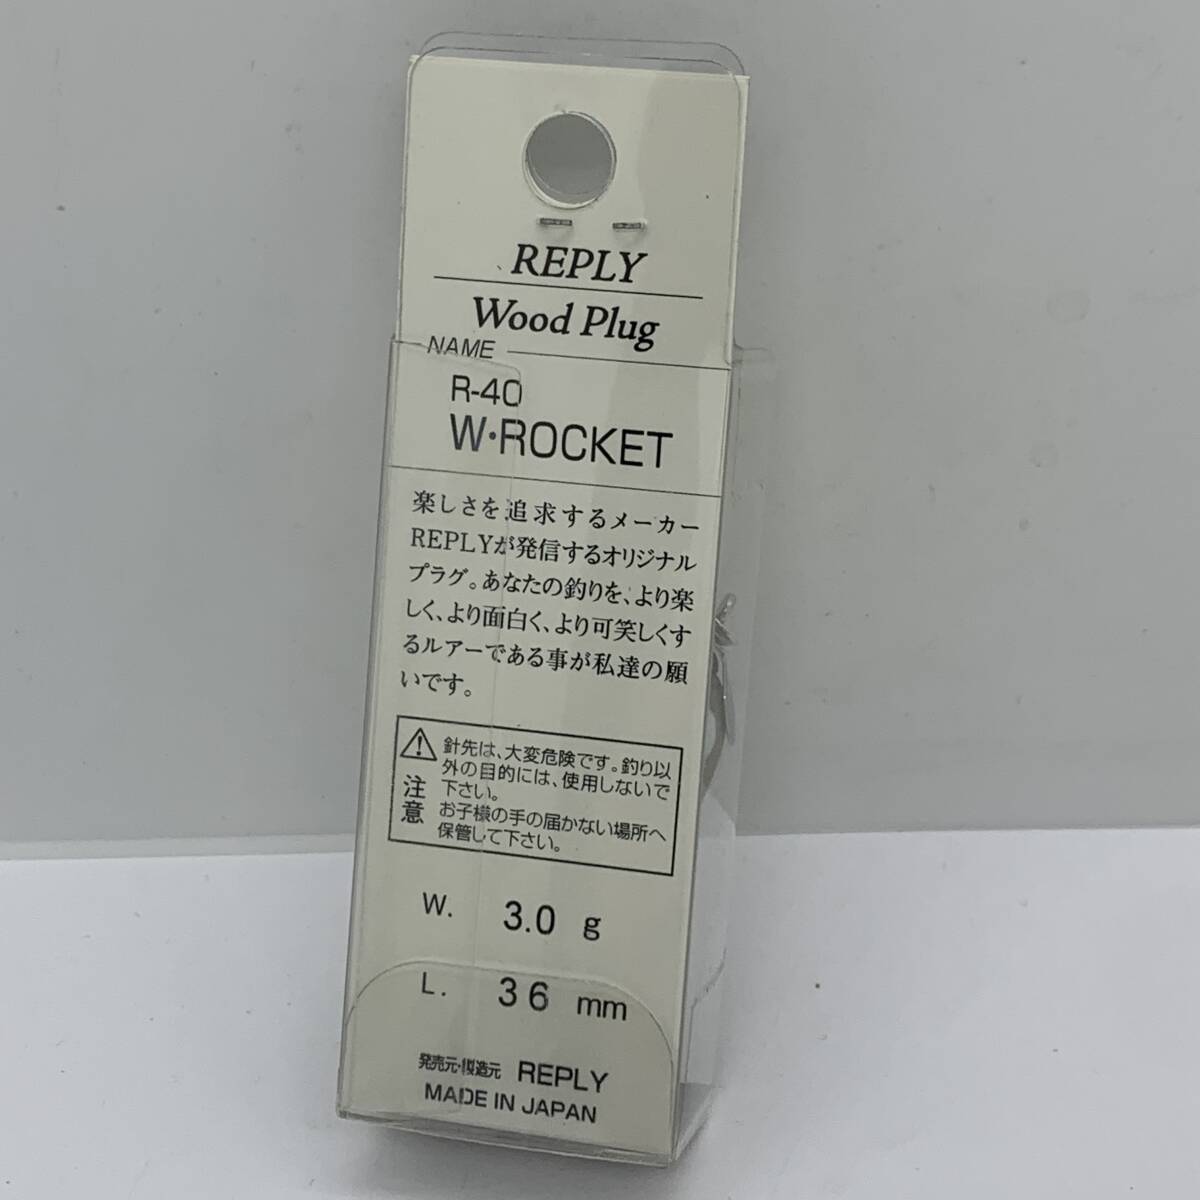 REPLY
Wood Plug
NAME
R-40
W・ROCKET
楽しさを追求するメーカー
REPLYが発信するオリジナル
プラグ。あなたの釣りを、より楽
しく、より面白く、より可笑しくす
るルアーである事が私達の願
いです。
注意
針先は、大変危険です。釣り以
外の目的には、使用しないで
下さい。
お子様の手の届かない場所へ
保管して下さい。
W. 3.0 g
L. 36 mm
発売元・製造元 REPLY
MADE IN JAPAN